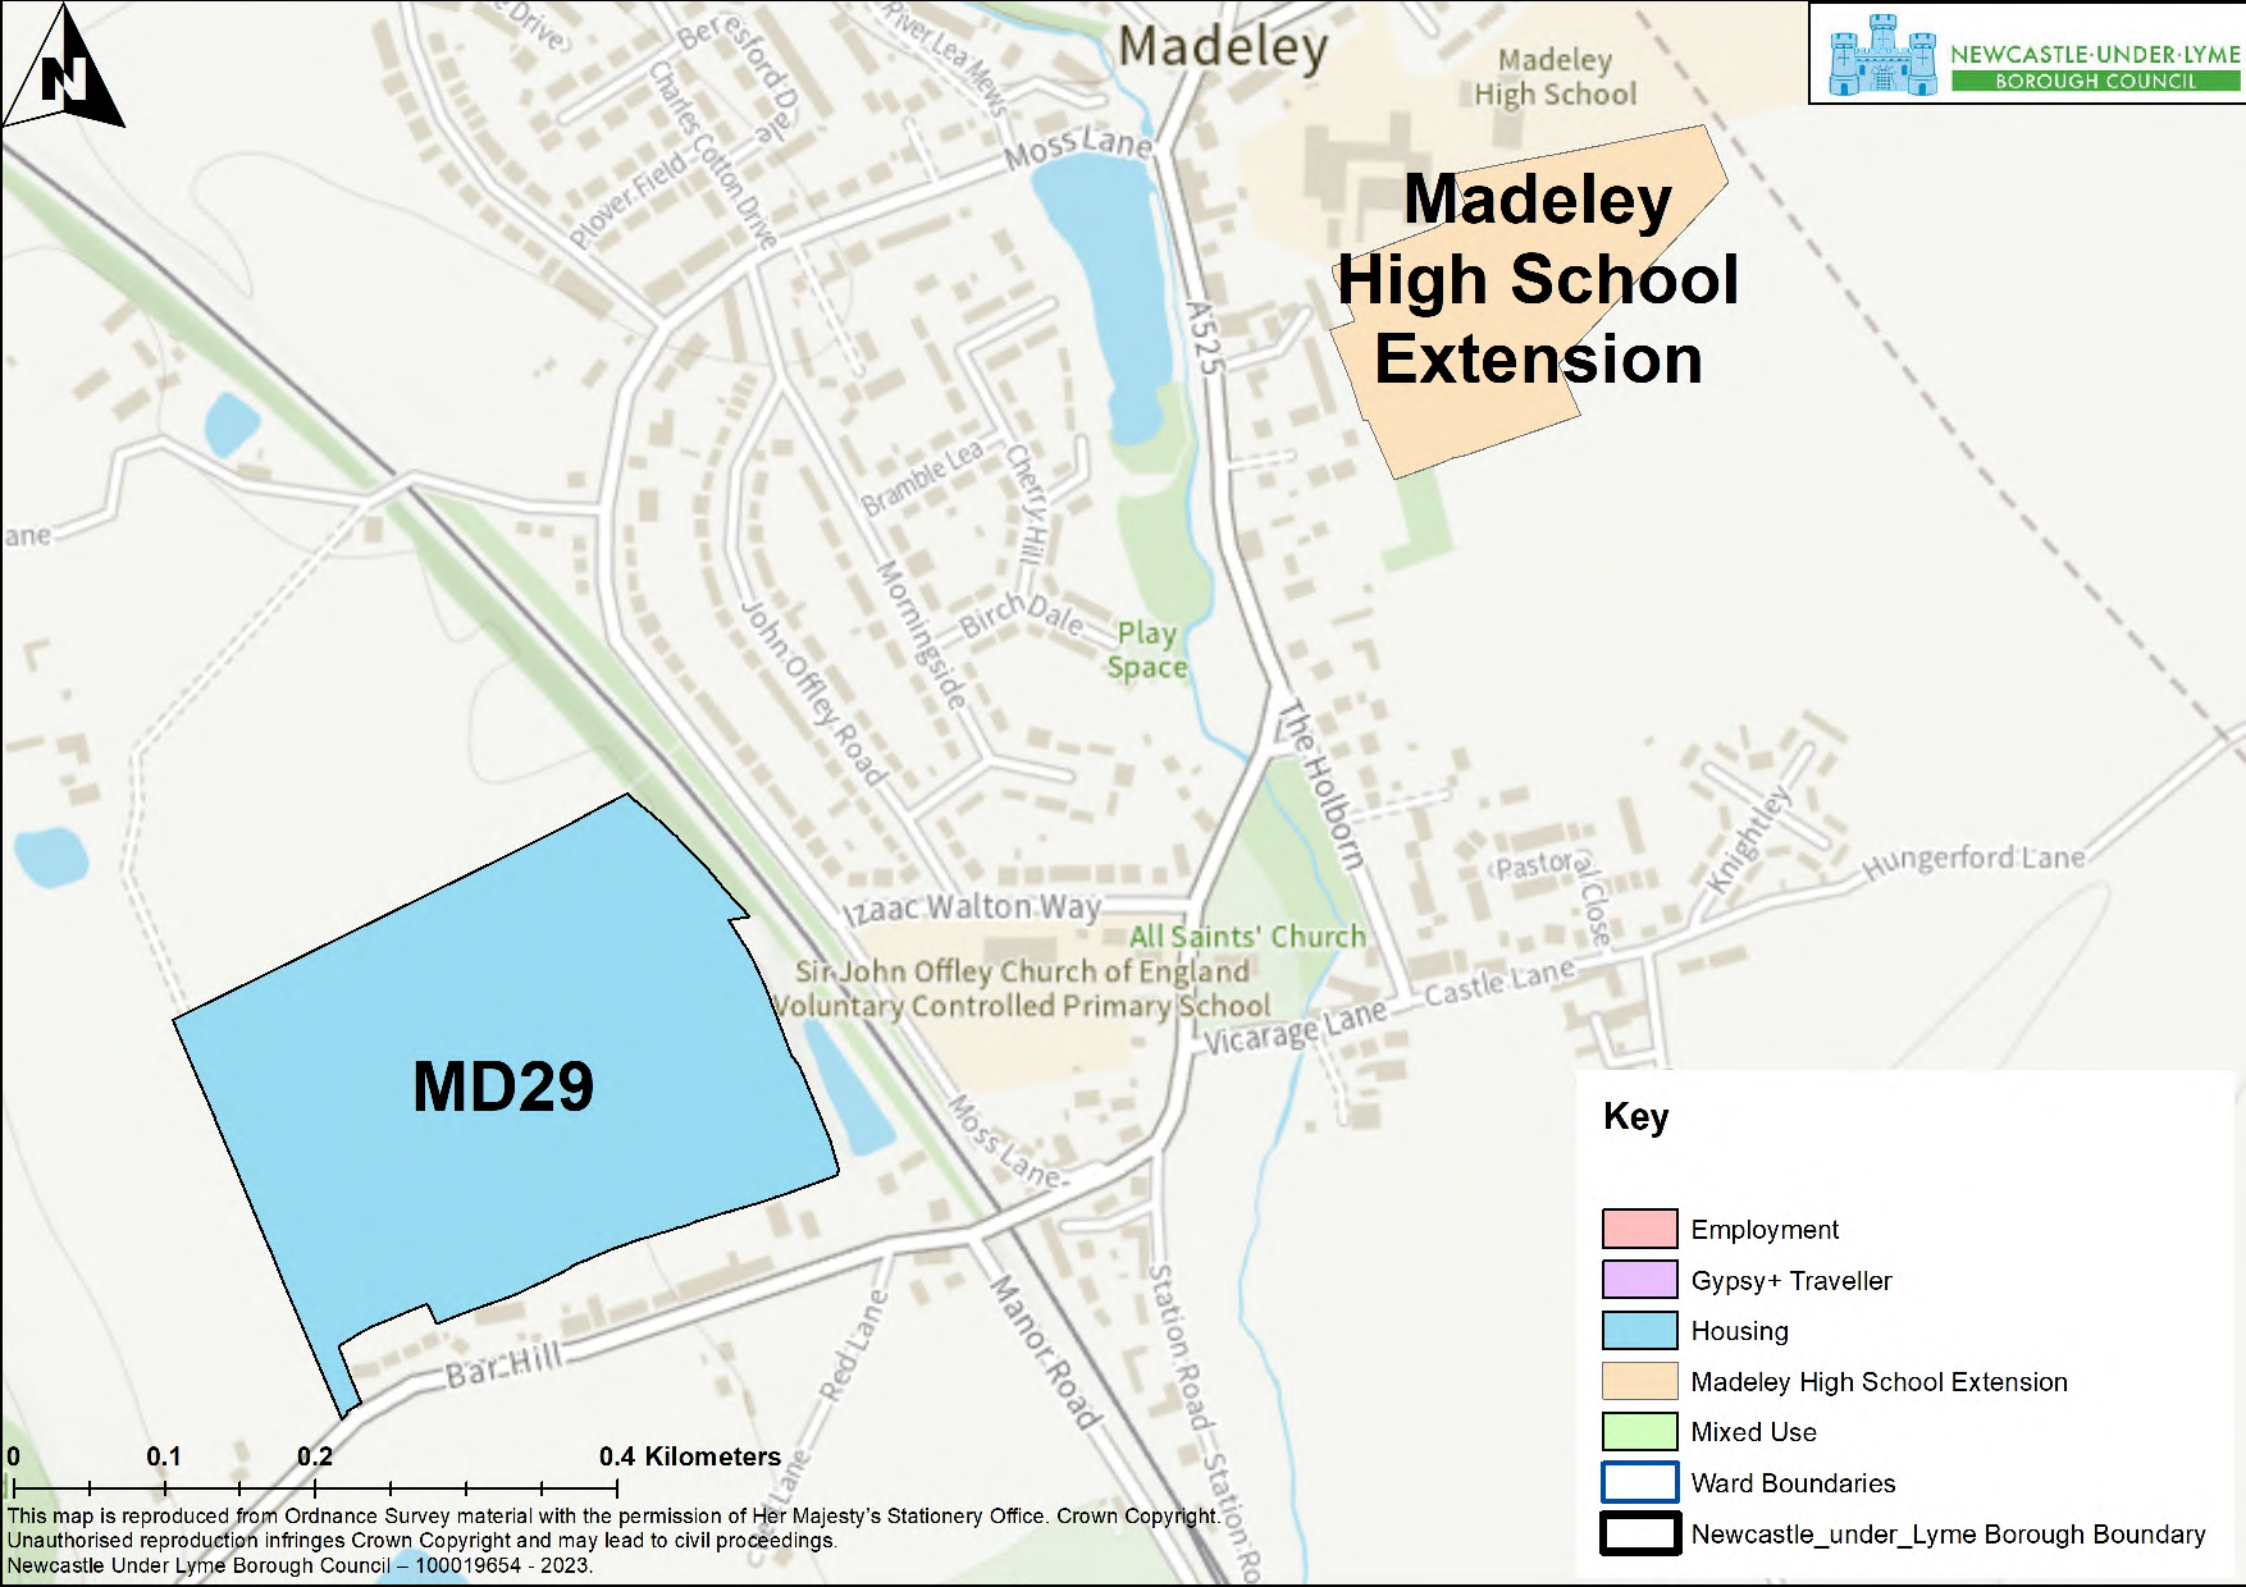 N
NEWCASTLE·UNDER·LYME
BOROUGH COUNCIL
Drive
Beresford Dale
River Lea Mews
Madeley
Madeley
High School
Charles Cotton Drive
Moss Lane
Plover Field
Madeley
High School
Extension
A525
Bramble Lea
Cherry Hill
ane
Morningside
Birch Dale
John Offley Road
Play
Space
The Holborn
Knightley
Pastoral Close
Hungerford Lane
Izaac Walton Way
All Saints' Church
Sir John Offley Church of England
Voluntary Controlled Primary School
Castle Lane
Vicarage Lane
MD29
Moss Lane
Bar Hill
Red Lane
Manor Road
Station Road
Station Ro
Red Lane
Key
Employment
Gypsy+ Traveller
Housing
Madeley High School Extension
Mixed Use
Ward Boundaries
Newcastle_under_Lyme Borough Boundary
0 0.1 0.2 0.4 Kilometers
This map is reproduced from Ordnance Survey material with the permission of Her Majesty's Stationery Office. Crown Copyright.
Unauthorised reproduction infringes Crown Copyright and may lead to civil proceedings.
Newcastle Under Lyme Borough Council – 100019654 - 2023.